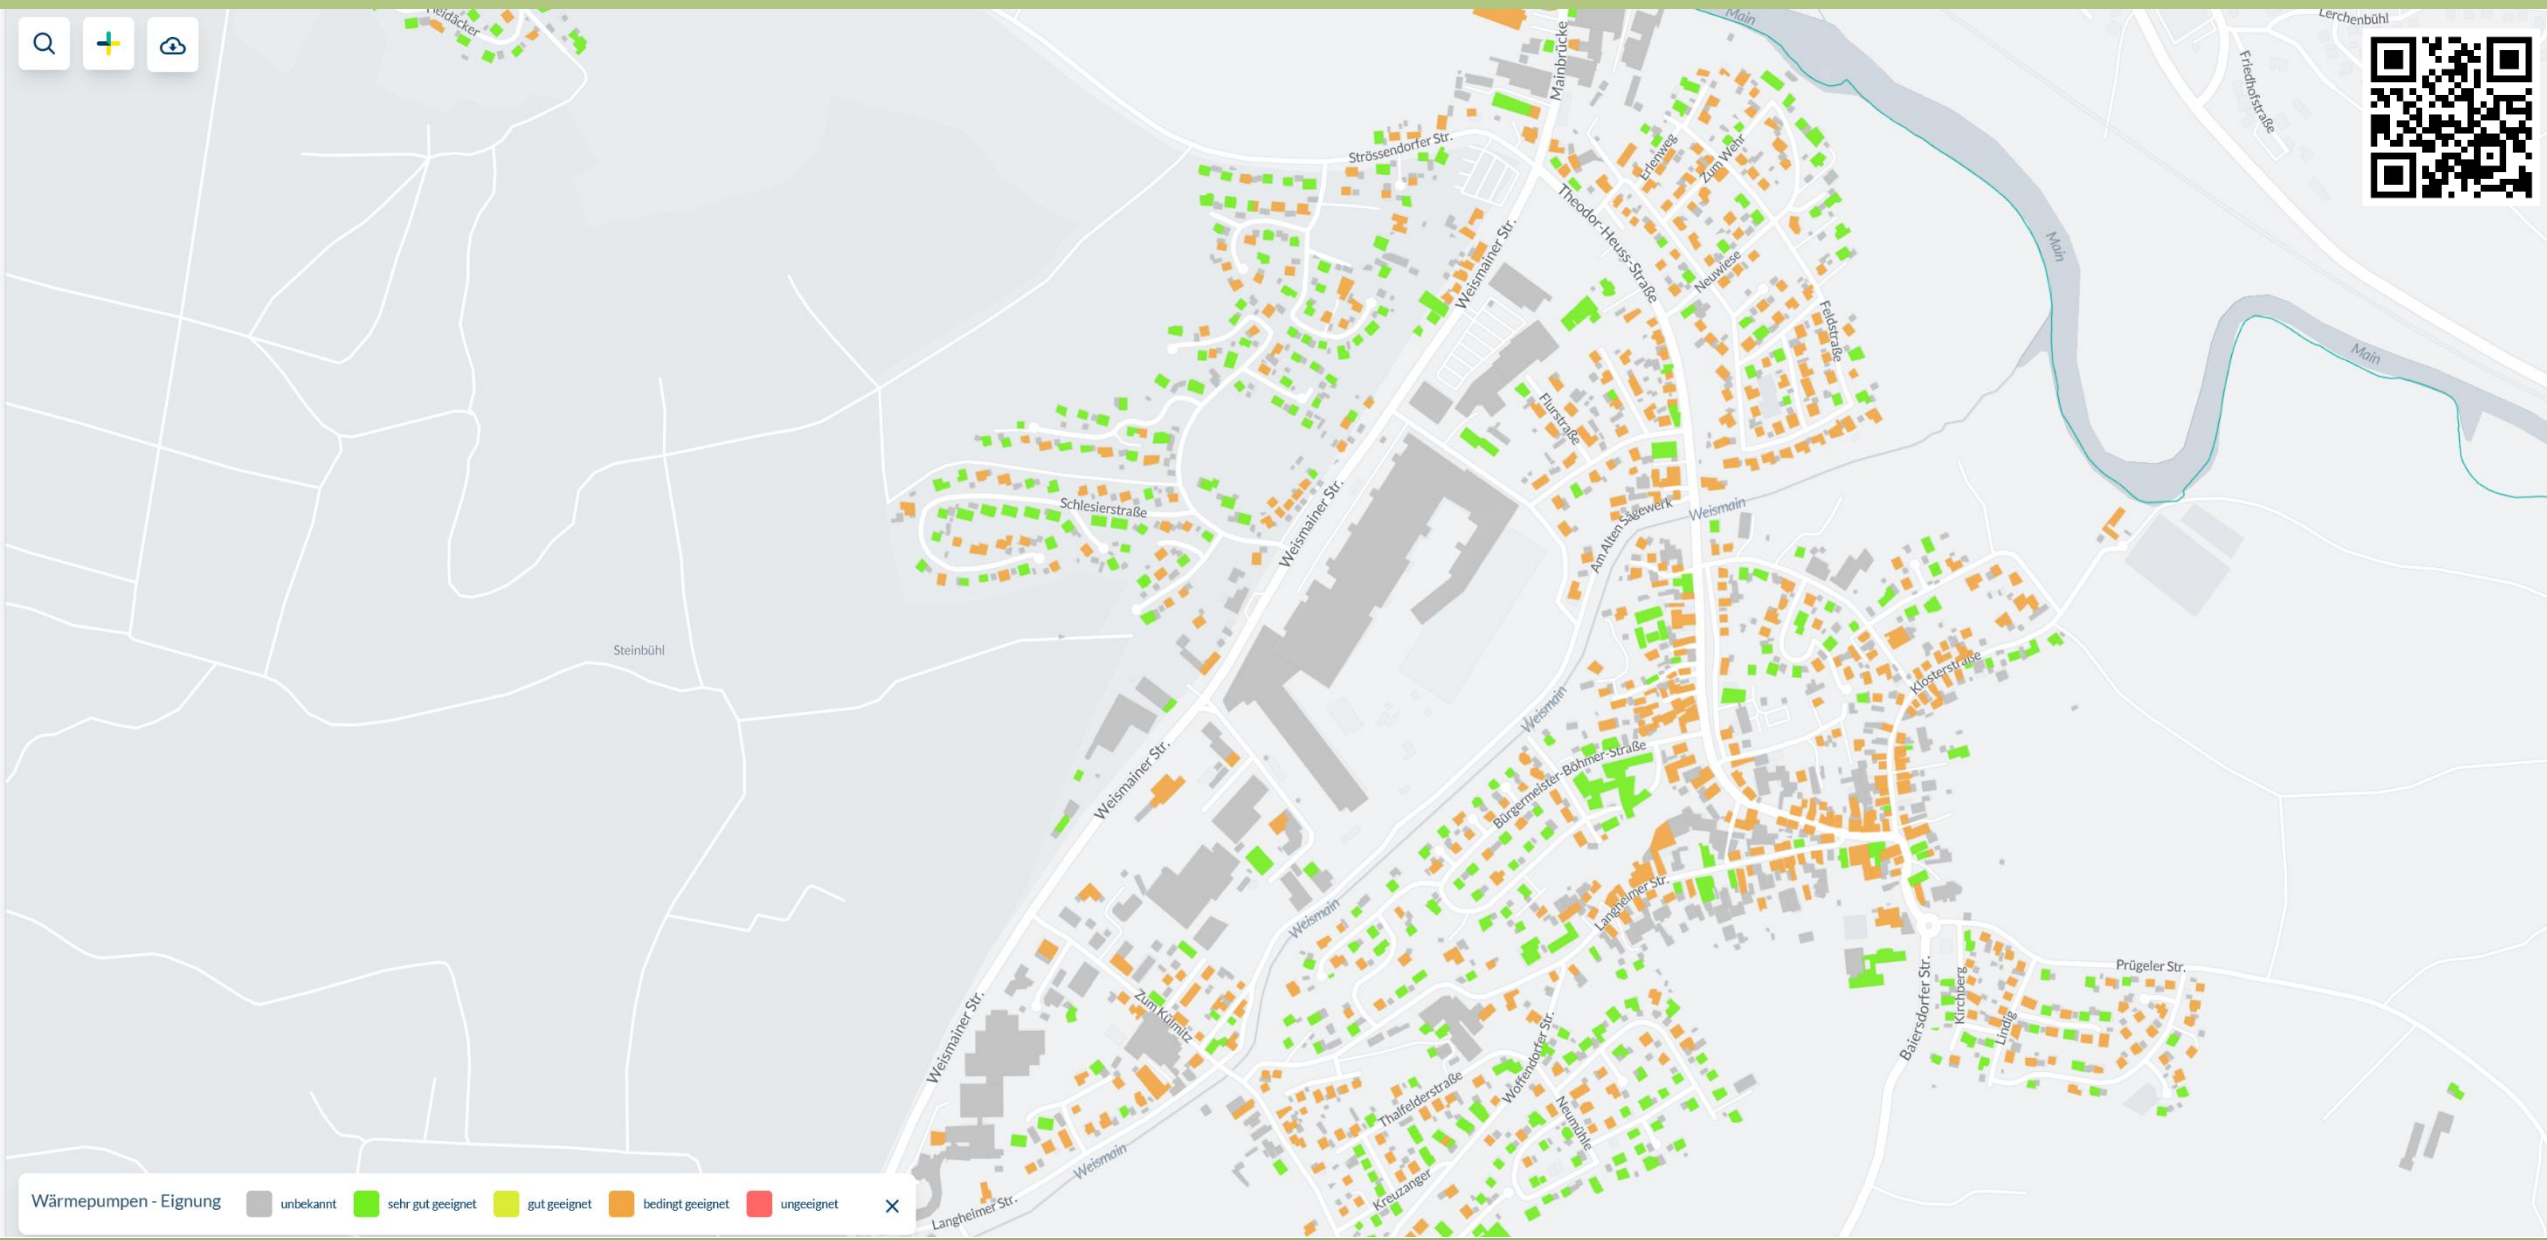 Heidäcker
Main
Lerchenbühl
Friedhofstraße
Mainbrücke
Strössendorfer Str.
Erlenweg
Zum Wehr
Theodor-Heuss-Straße
Weismainer Str.
Neuwiese
Main
Feldstraße
Main
Flurstraße
Weismainer Str.
Schlesierstraße
Am Alten Sägewerk
Weismain
Steinbühl
Klosterstraße
Weismain
Weismainer Str.
Bürgermeister-Böhmer-Straße
Langheimer Str.
Weismain
Prügeler Str.
Kirchberg
Lindig
Baiersdorfer Str.
Weismainer Str.
Zum Külmitz
Woffendorfer Str.
Thalfelderstraße
Neumühle
Kreuzanger
Weismain
Langheimer Str.
Wärmepumpen - Eignung unbekannt sehr gut geeignet gut geeignet bedingt geeignet ungeeignet